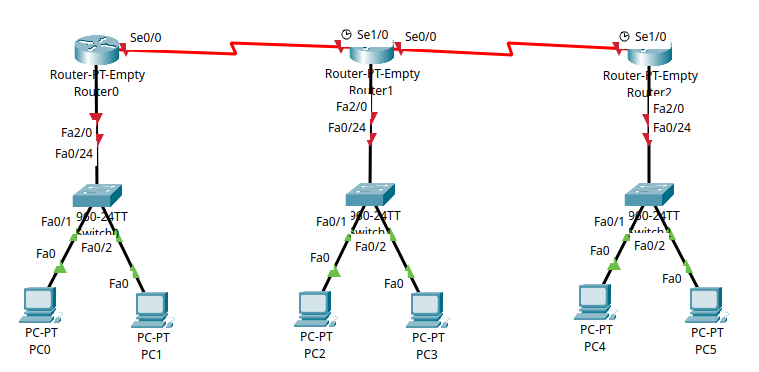 Se0/0
Se1/0
Se0/0
Se1/0
Router-PT-Empty
Router0
Router-PT-Empty
Router1
Router-PT-Empty
Router2
Fa2/0
Fa0/24
Fa2/0
Fa0/24
Fa2/0
Fa0/24
960-24TT
Fa0/1
Fa0/2
Fa0
Fa0
960-24TT
Fa0/1
Fa0/2
Fa0
Fa0
960-24TT
Fa0/1
Fa0/2
Fa0
Fa0
PC-PT
PC0
PC-PT
PC1
PC-PT
PC2
PC-PT
PC3
PC-PT
PC4
PC-PT
PC5